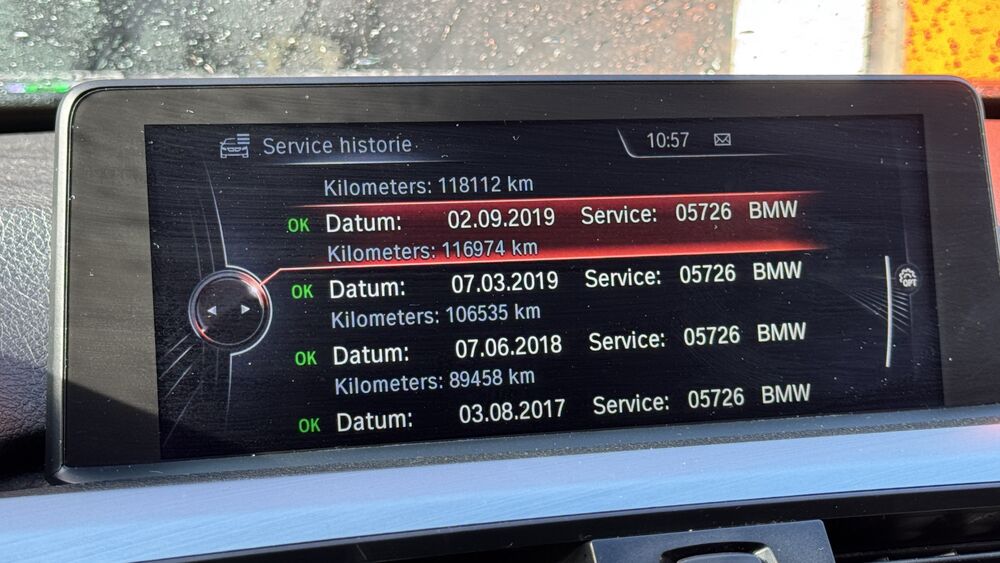 Service historie 10:57
Kilometers: 118112 km
OK Datum: 02.09.2019 Service: 05726 BMW
Kilometers: 116974 km
OK Datum: 07.03.2019 Service: 05726 BMW
Kilometers: 106535 km
OK Datum: 07.06.2018 Service: 05726 BMW
Kilometers: 89458 km
OK Datum: 03.08.2017 Service: 05726 BMW
OPT